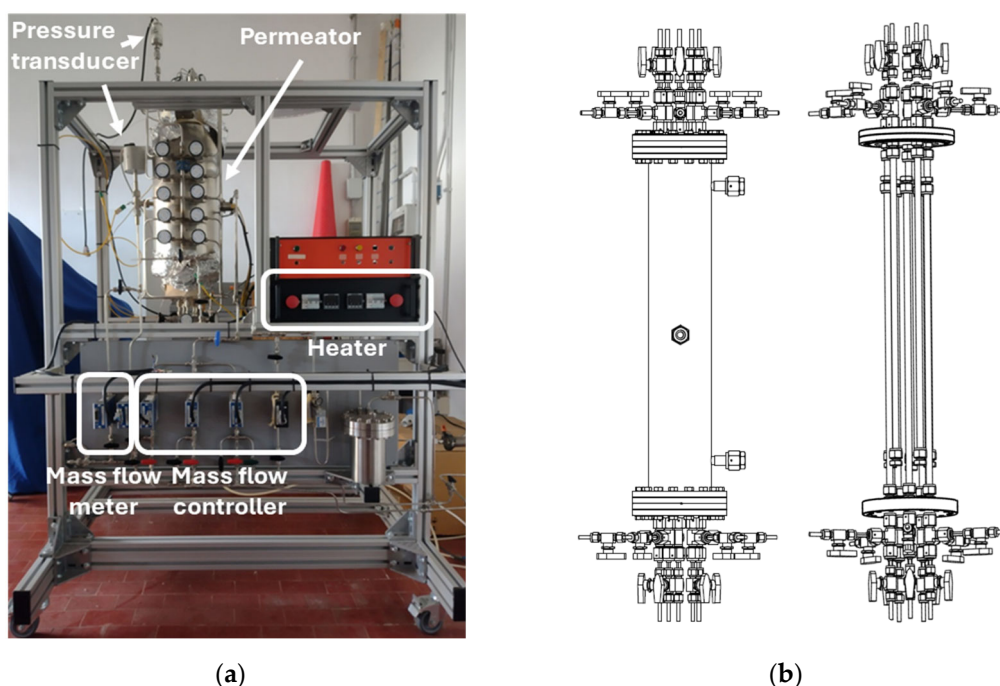 Pressure
transducer
Permeator
Heater
Mass flow
meter
Mass flow
controller
(a)
(b)